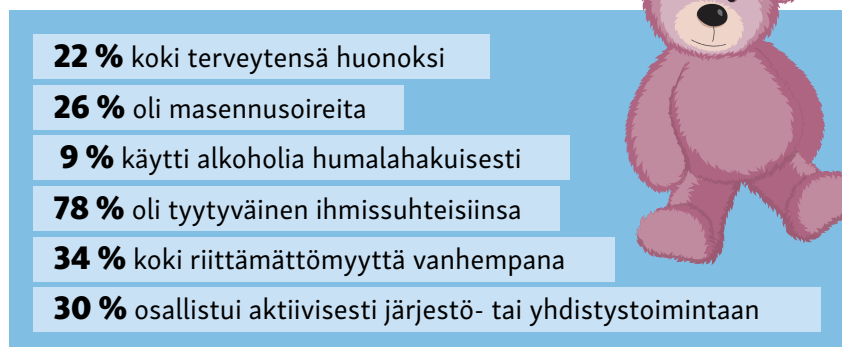 22 % koki terveytensä huonoksi
26 % oli masennusoireita
9 % käytti alkoholia humalahakuisesti
78 % oli tyytyväinen ihmissuhteisiinsa
34 % koki riittämättömyyttä vanhempana
30 % osallistui aktiivisesti järjestö- tai yhdistystoimintaan